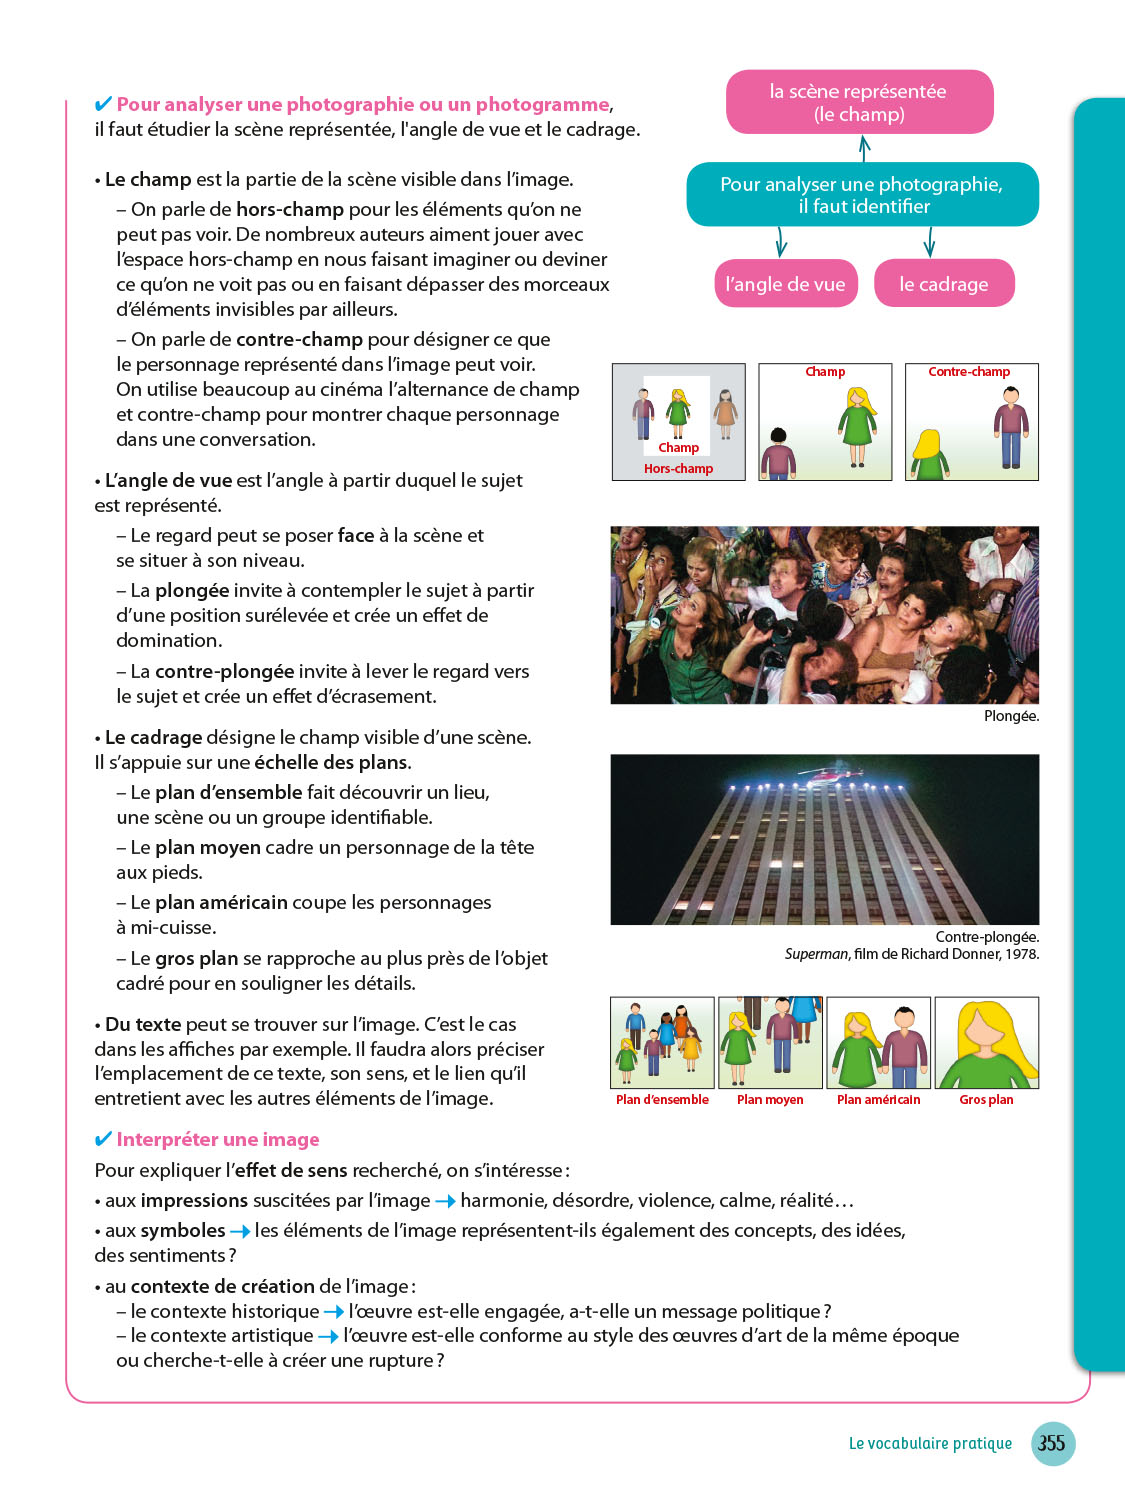 ✔ Pour analyser une photographie ou un photogramme,
il faut étudier la scène représentée, l'angle de vue et le cadrage.
• Le champ est la partie de la scène visible dans l’image.
– On parle de hors-champ pour les éléments qu’on ne
peut pas voir. De nombreux auteurs aiment jouer avec
l’espace hors-champ en nous faisant imaginer ou deviner
ce qu’on ne voit pas ou en faisant dépasser des morceaux
d’éléments invisibles par ailleurs.
– On parle de contre-champ pour désigner ce que
le personnage représenté dans l’image peut voir.
On utilise beaucoup au cinéma l’alternance de champ
et contre-champ pour montrer chaque personnage
dans une conversation.
• L’angle de vue est l’angle à partir duquel le sujet
est représenté.
– Le regard peut se poser face à la scène et
se situer à son niveau.
– La plongée invite à contempler le sujet à partir
d’une position surélevée et crée un effet de
domination.
– La contre-plongée invite à lever le regard vers
le sujet et crée un effet d’écrasement.
• Le cadrage désigne le champ visible d’une scène.
Il s’appuie sur une échelle des plans.
– Le plan d’ensemble fait découvrir un lieu,
une scène ou un groupe identifiable.
– Le plan moyen cadre un personnage de la tête
aux pieds.
– Le plan américain coupe les personnages
à mi-cuisse.
– Le gros plan se rapproche au plus près de l’objet
cadré pour en souligner les détails.
• Du texte peut se trouver sur l’image. C’est le cas
dans les affiches par exemple. Il faudra alors préciser
l’emplacement de ce texte, son sens, et le lien qu’il
entretient avec les autres éléments de l’image.
la scène représentée
(le champ)
Pour analyser une photographie,
il faut identifier
l’angle de vue
le cadrage
Champ
Hors-champ
Champ
Contre-champ
Plongée.
Contre-plongée.
Superman, film de Richard Donner, 1978.
Plan d’ensemble
Plan moyen
Plan américain
Gros plan
✔ Interpréter une image
Pour expliquer l’effet de sens recherché, on s’intéresse :
• aux impressions suscitées par l’image → harmonie, désordre, violence, calme, réalité…
• aux symboles → les éléments de l’image représentent-ils également des concepts, des idées,
des sentiments ?
• au contexte de création de l’image :
– le contexte historique → l’œuvre est-elle engagée, a-t-elle un message politique ?
– le contexte artistique → l’œuvre est-elle conforme au style des œuvres d’art de la même époque
ou cherche-t-elle à créer une rupture ?
Le vocabulaire pratique
355